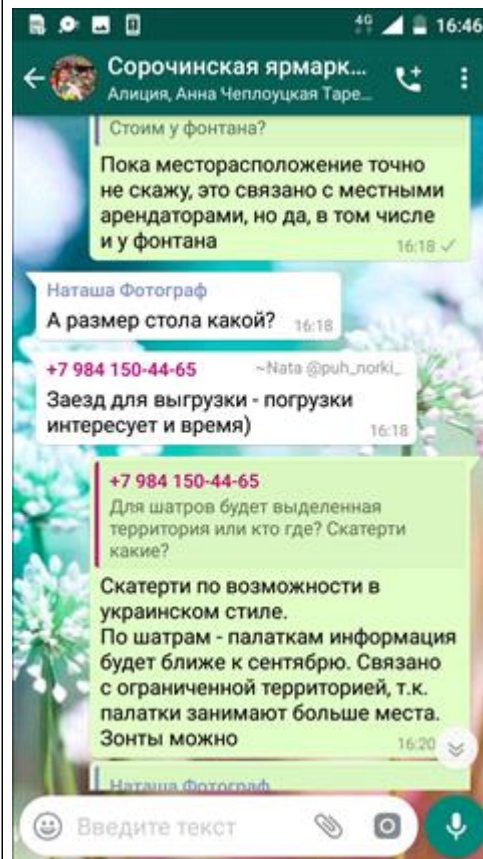 4G 16:46
Сорочинская ярмарк...
Алиция, Анна Чеплоуцкая Таре...
Стоим у фонтана?
Пока месторасположение точно
не скажу, это связано с местными
арендаторами, но да, в том числе
и у фонтана
16:18
Наташа Фотограф
А размер стола какой? 16:18
+7 984 150-44-65 ~Nata @puh_norki_
Заезд для выгрузки - погрузки
интересует и время)
16:18
+7 984 150-44-65
Для шатров будет выделенная
территория или кто где? Скатерти
какие?
Скатерти по возможности в
украинском стиле.
По шатрам - палаткам информация
будет ближе к сентябрю. Связано
с ограниченной территорией, т.к.
палатки занимают больше места.
Зонты можно
16:20
Наташа Фотограф
Введите текст